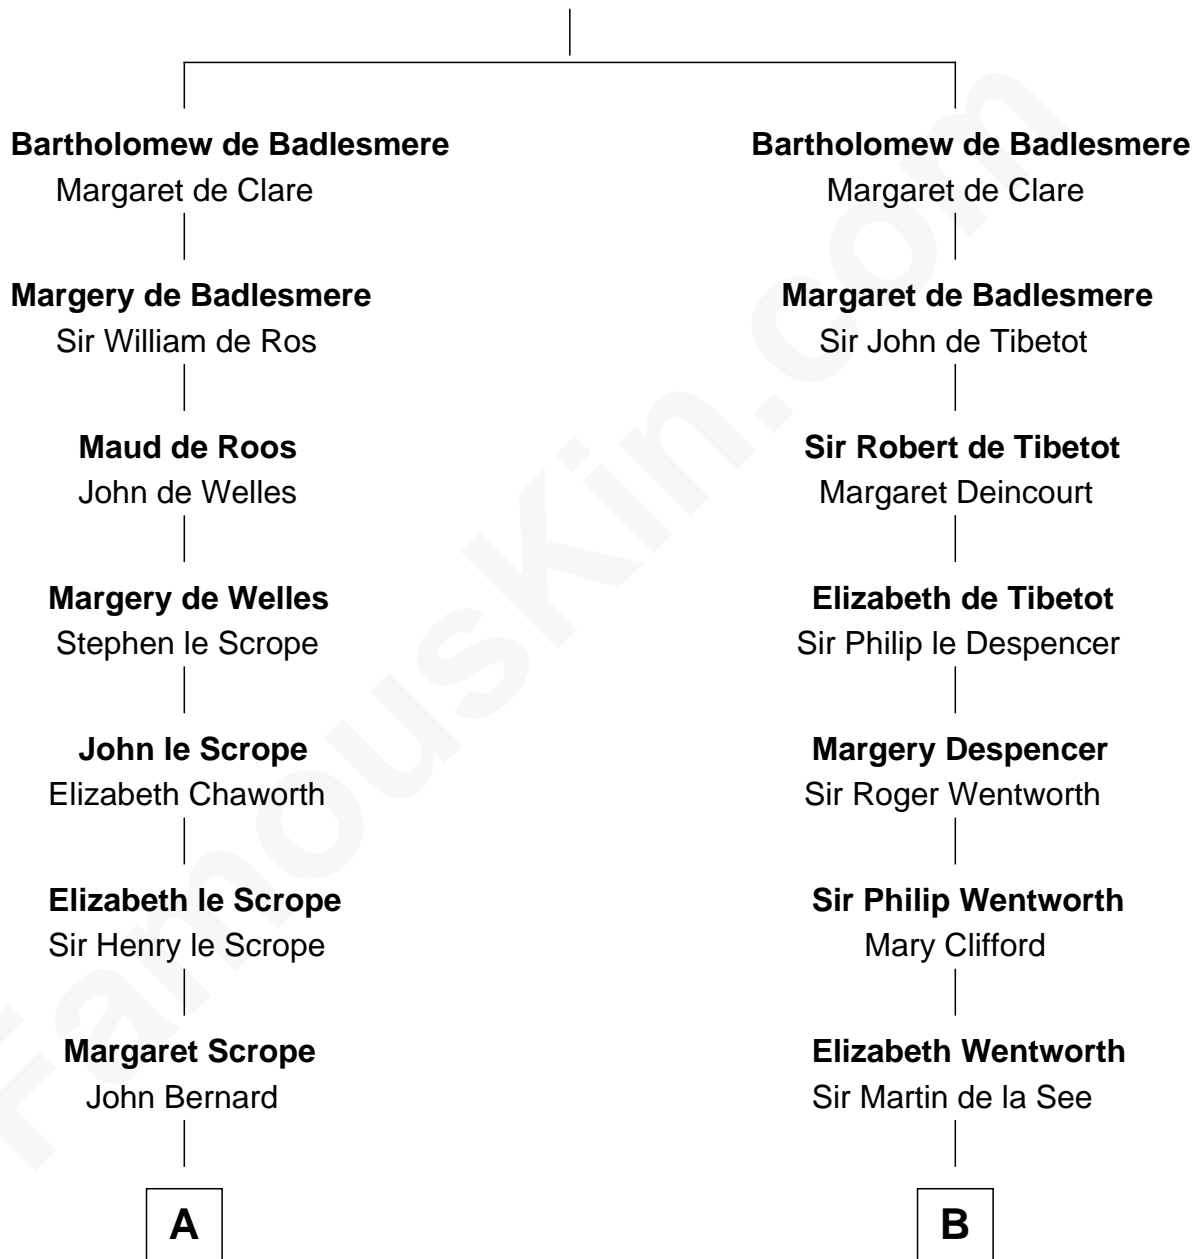 Bartholomew de Badlesmere
Margaret de Clare
Margery de Badlesmere
Sir William de Ros
Maud de Roos
John de Welles
Margery de Welles
Stephen le Scrope
John le Scrope
Elizabeth Chaworth
Elizabeth le Scrope
Sir Henry le Scrope
Margaret Scrope
John Bernard
A
Bartholomew de Badlesmere
Margaret de Clare
Margaret de Badlesmere
Sir John de Tibetot
Sir Robert de Tibetot
Margaret Deincourt
Elizabeth de Tibetot
Sir Philip le Despencer
Margery Despencer
Sir Roger Wentworth
Sir Philip Wentworth
Mary Clifford
Elizabeth Wentworth
Sir Martin de la See
B
FamousKin.com